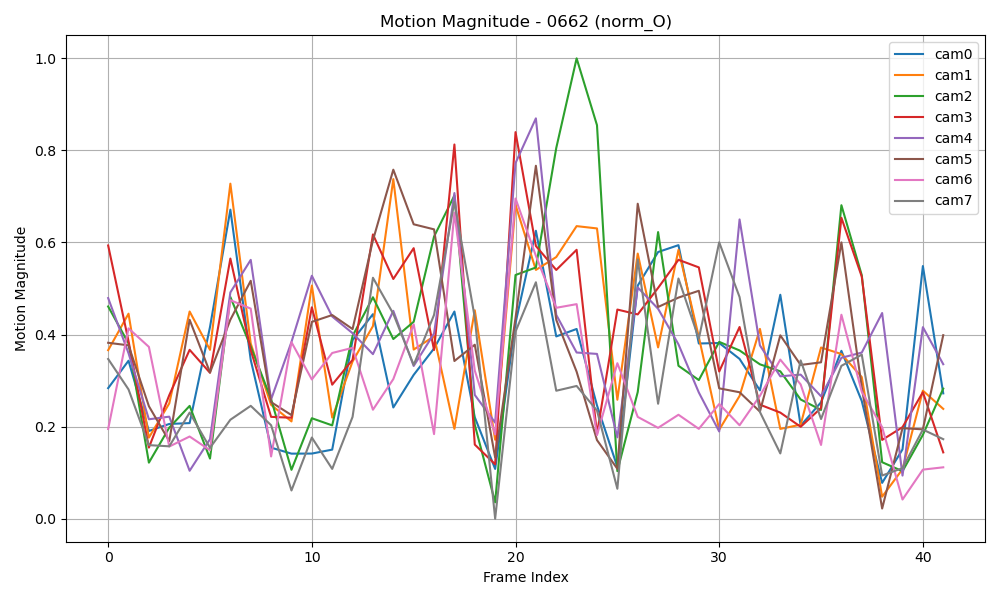 Motion Magnitude - 0662 (norm_O)
1.0
0.8
0.6
0.4
0.2
0.0
Motion Magnitude
0
10
20
30
40
Frame Index
cam0
cam1
cam2
cam3
cam4
cam5
cam6
cam7